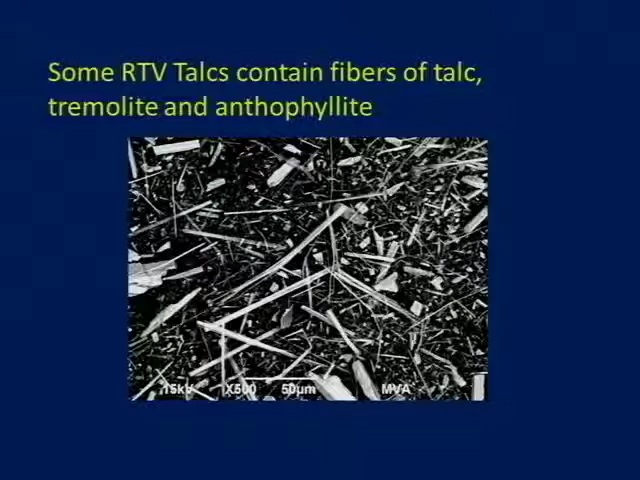 Some RTV Talcs contain fibers of talc,
tremolite and anthophyllite
15kV X500 50μm MVA